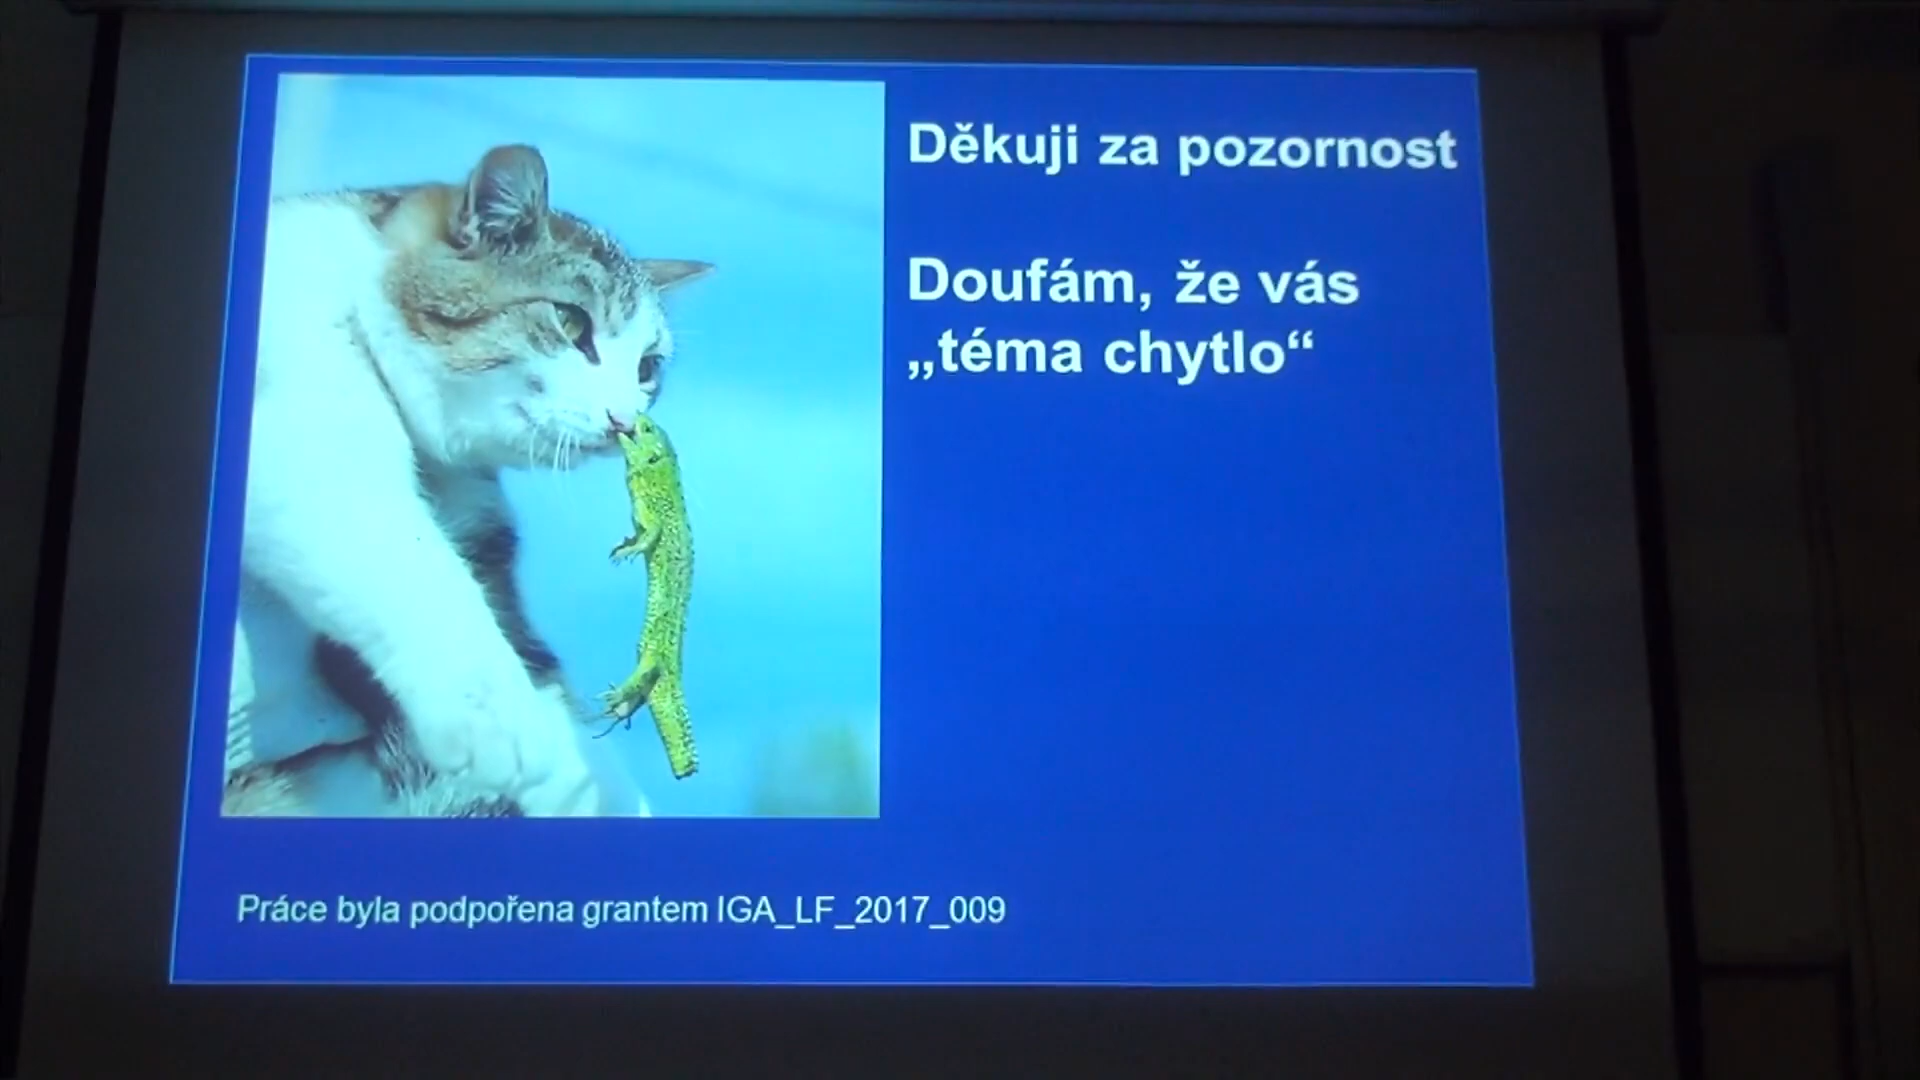 Děkuji za pozornost
Doufám, že vás
„téma chytlo“
Práce byla podpořena grantem IGA_LF_2017_009